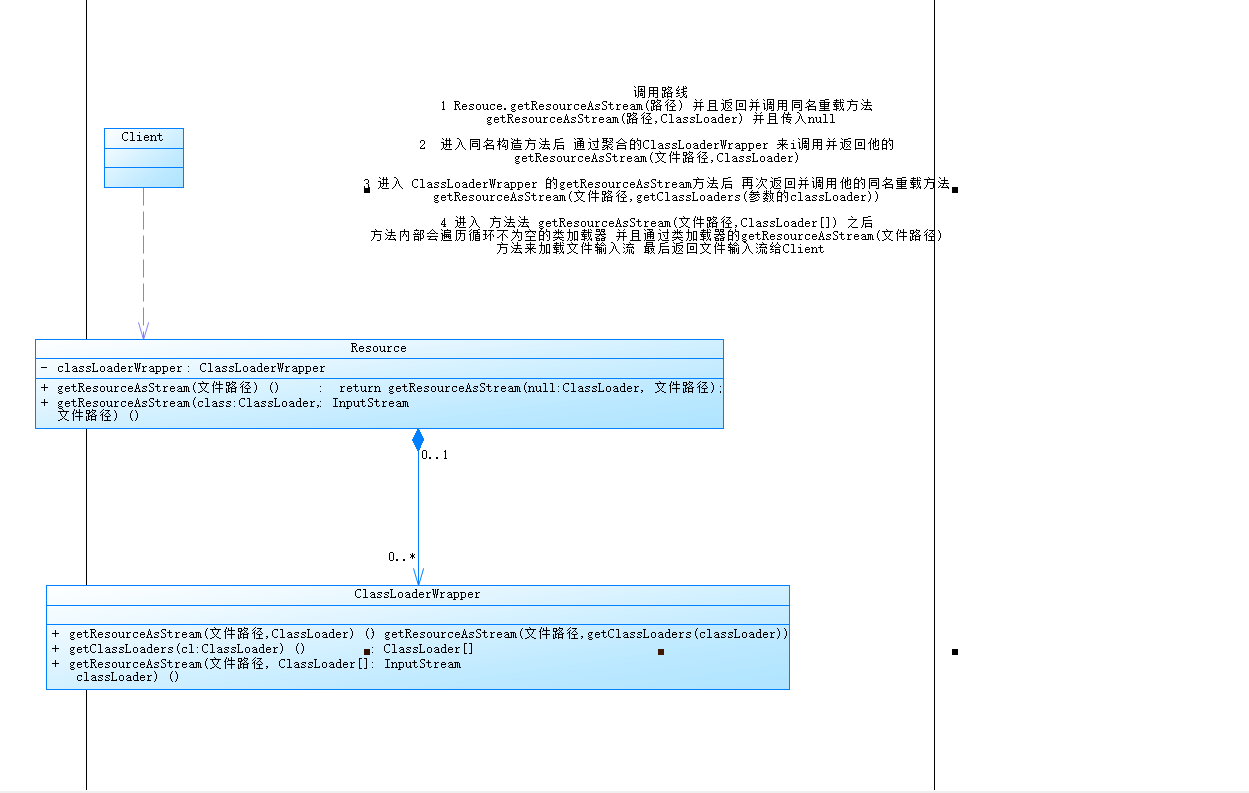 调用路线
1 Resouce.getResourceAsStream(路径) 并且返回并调用同名重载方法
getResourceAsStream(路径,ClassLoader) 并且传入null
2 进入同名构造方法后 通过聚合的ClassLoaderWrapper 来i调用并返回他的
getResourceAsStream(文件路径,ClassLoader)
3 进入 ClassLoaderWrapper 的getResourceAsStream方法后 再次返回并调用他的同名重载方法
getResourceAsStream(文件路径,getClassLoaders(参数的classLoader))
4 进入 方法法 getResourceAsStream(文件路径,ClassLoader[]) 之后
方法内部会遍历循环不为空的类加载器 并且通过类加载器的getResourceAsStream(文件路径)
方法来加载文件输入流 最后返回文件输入流给Client
Client
Resource
- classLoaderWrapper : ClassLoaderWrapper
+ getResourceAsStream(文件路径) () : return getResourceAsStream(null:ClassLoader, 文件路径);
+ getResourceAsStream(class:ClassLoader, : InputStream
文件路径) ()
0..1
0..*
ClassLoaderWrapper
+ getResourceAsStream(文件路径,ClassLoader) () getResourceAsStream(文件路径,getClassLoaders(classLoader))
+ getClassLoaders(cl:ClassLoader) () : ClassLoader[]
+ getResourceAsStream(文件路径, ClassLoader[] : InputStream
classLoader) ()